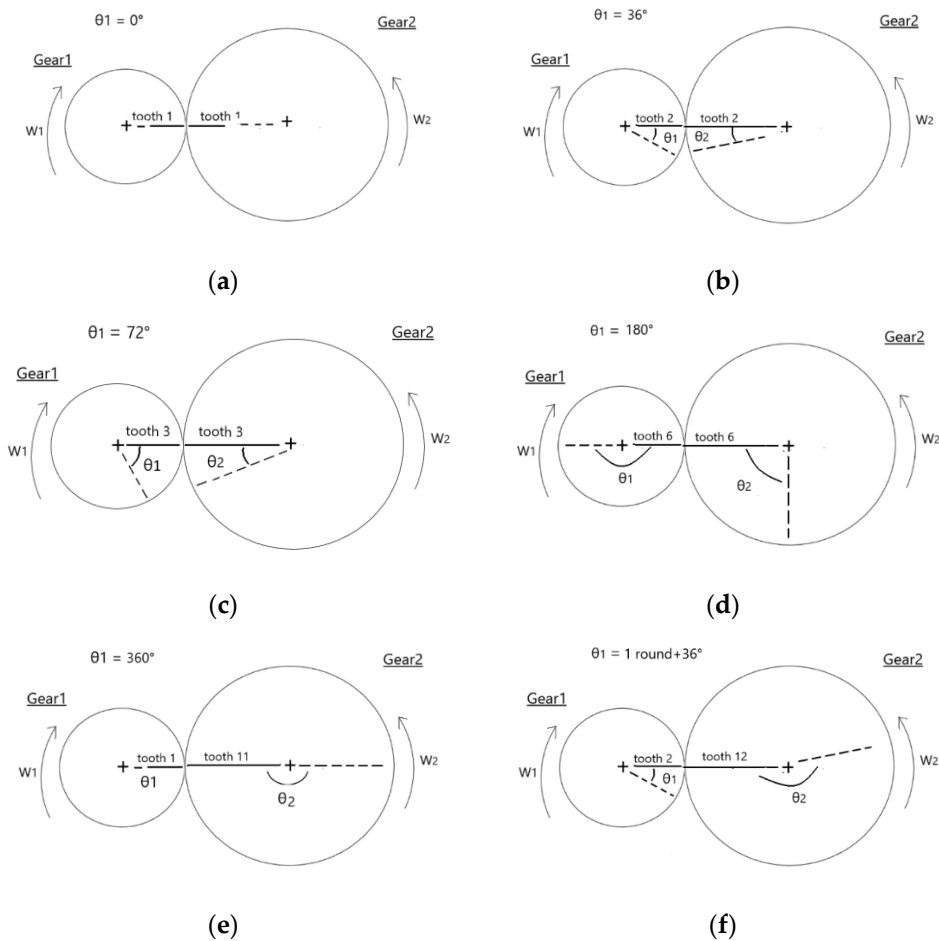 θ1 = 0°
Gear1
Gear2
W1
tooth 1
tooth 1
W2
(a)
θ1 = 36°
Gear1
Gear2
W1
tooth 2
tooth 2
θ1
θ2
W2
(b)
θ1 = 72°
Gear1
Gear2
W1
tooth 3
tooth 3
θ1
θ2
W2
(c)
θ1 = 180°
Gear1
Gear2
W1
tooth 6
tooth 6
θ1
θ2
W2
(d)
θ1 = 360°
Gear1
Gear2
W1
tooth 1
tooth 11
θ1
θ2
W2
(e)
θ1 = 1 round+36°
Gear1
Gear2
W1
tooth 2
tooth 12
θ1
θ2
W2
(f)